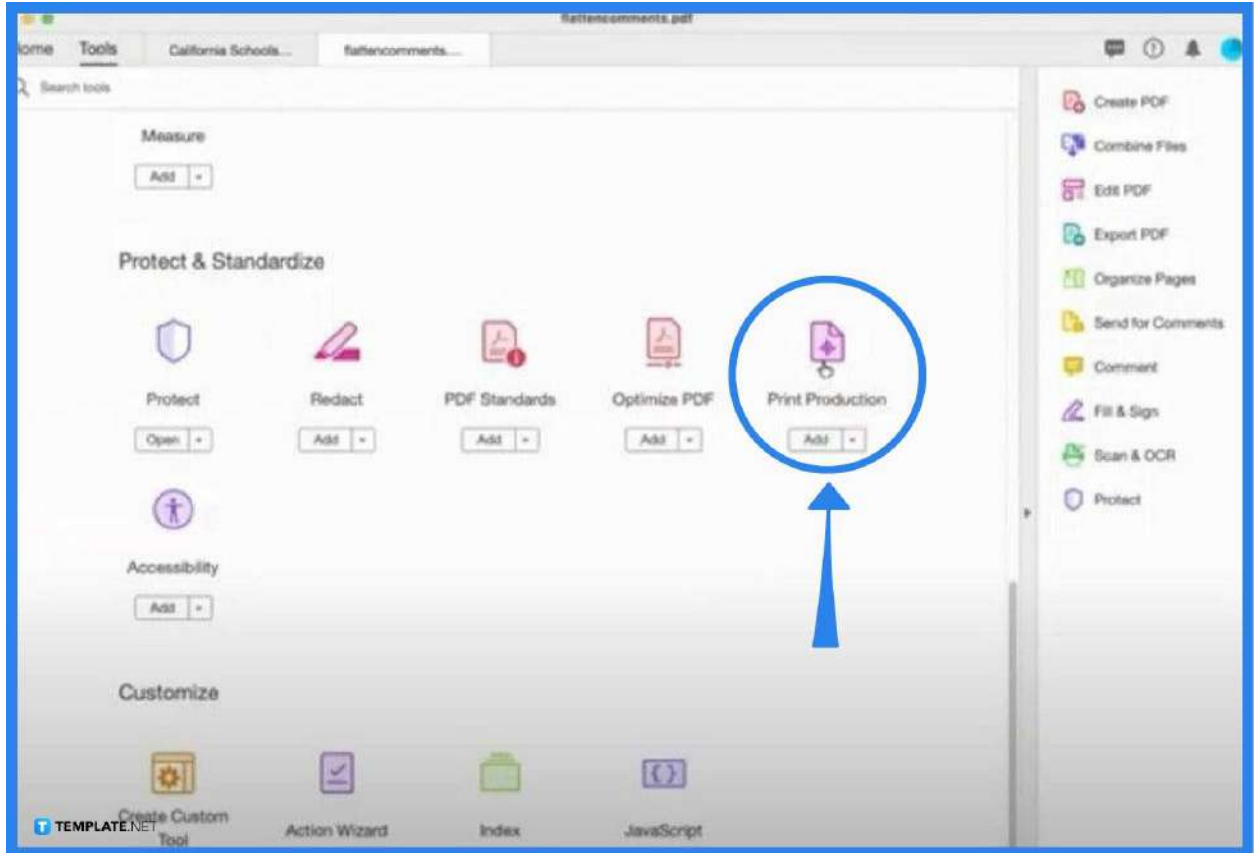 flattencomments.pdf
ome Tools California Schools... flattencomments....
Search tools
Measure
Add
Protect & Standardize
Protect Redact PDF Standards Optimize PDF Print Production
Open Add Add Add Add
Accessibility
Add
Customize
Create Custom Tool Action Wizard Index JavaScript
Create PDF
Combine Files
Edit PDF
Export PDF
Organize Pages
Send for Comments
Comment
Fill & Sign
Scan & OCR
Protect
T TEMPLATE.NET